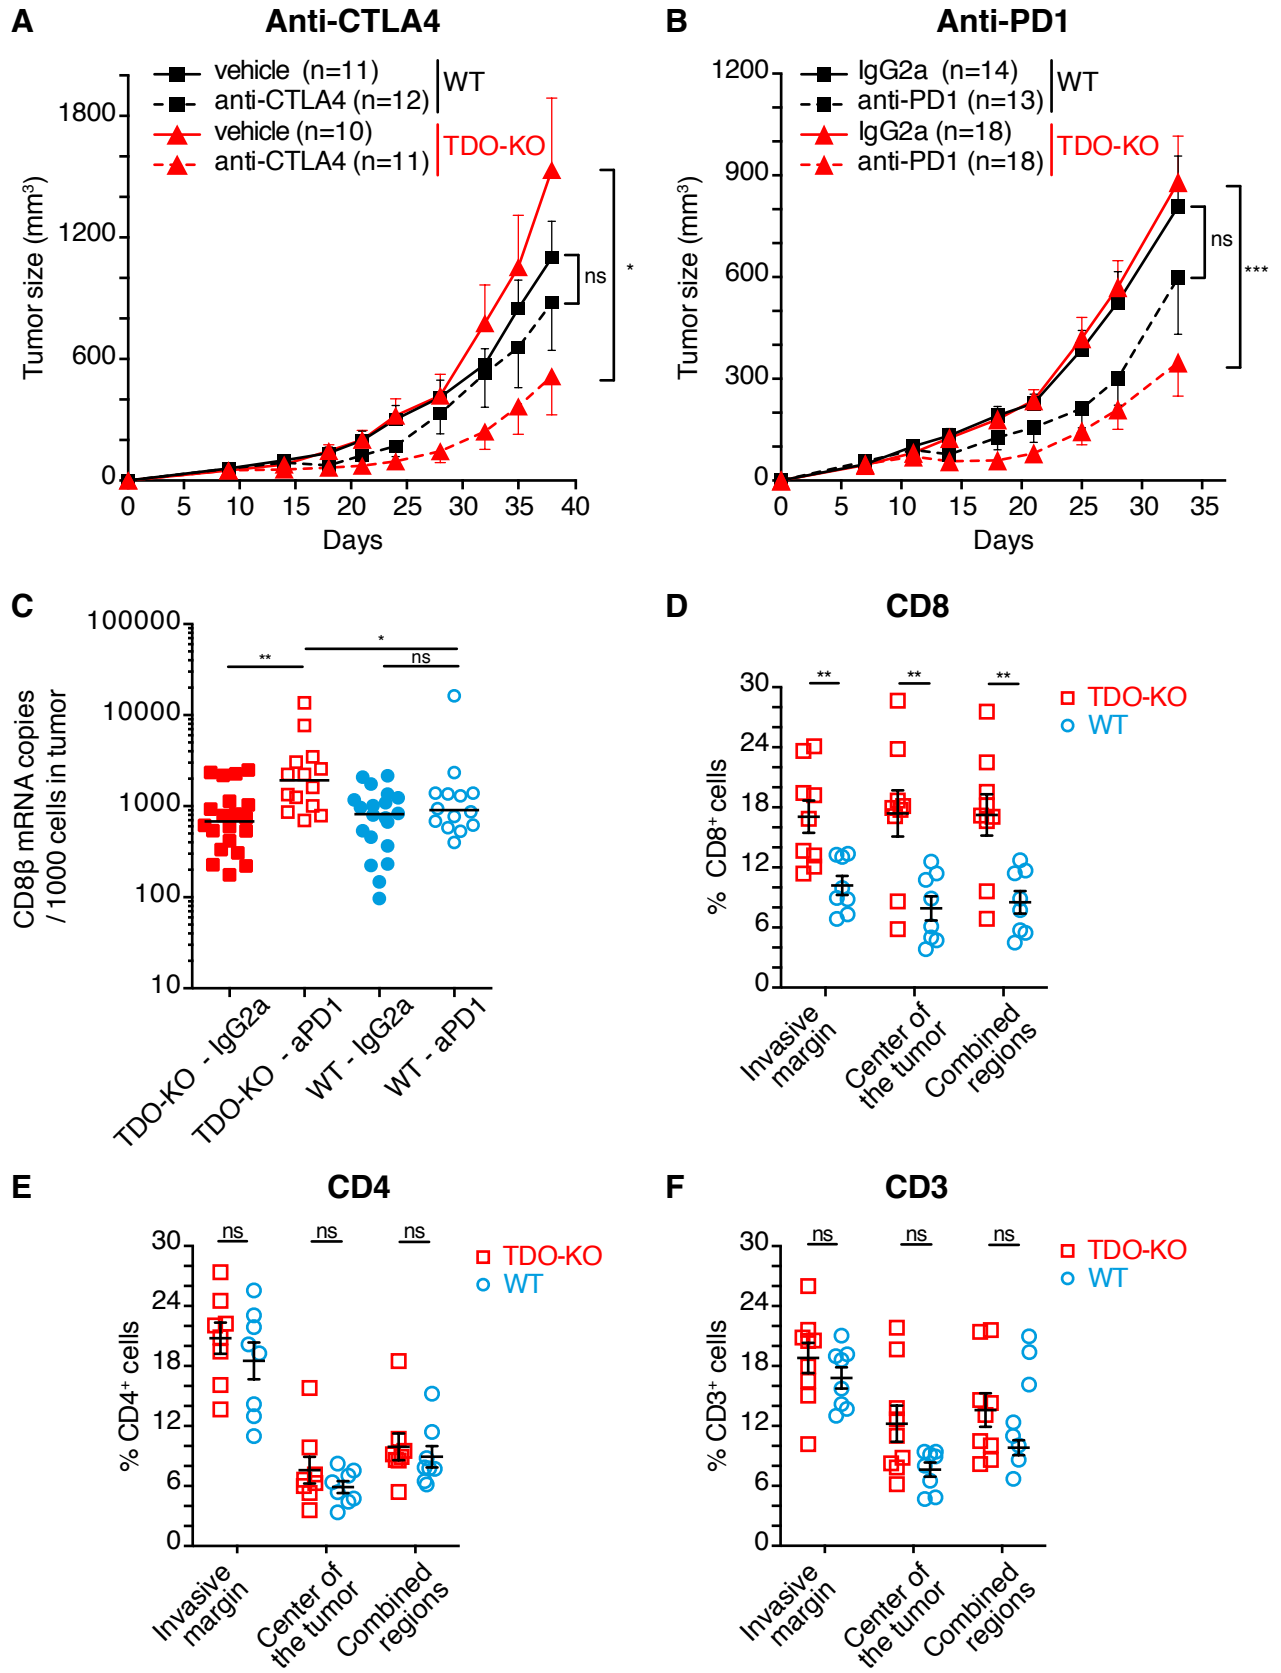 A
Anti-CTLA4
vehicle (n=11)
anti-CTLA4 (n=12)
WT
vehicle (n=10)
anti-CTLA4 (n=11)
TDO-KO
Tumor size (mm³)
1800
1200
600
0
0 5 10 15 20 25 30 35 40
Days
ns
*
B
Anti-PD1
IgG2a (n=14)
anti-PD1 (n=13)
WT
IgG2a (n=18)
anti-PD1 (n=18)
TDO-KO
Tumor size (mm³)
1200
900
600
300
0
0 5 10 15 20 25 30 35
Days
ns
***
C
CD8β mRNA copies
/ 1000 cells in tumor
100000
10000
1000
100
10
**
*
ns
TDO-KO - IgG2a
TDO-KO - aPD1
WT - IgG2a
WT - aPD1
D
CD8
% CD8⁺ cells
30
24
18
12
6
0
** ** **
TDO-KO
WT
Invasive
margin
Center of
the tumor
Combined
regions
E
CD4
% CD4⁺ cells
30
24
18
12
6
0
ns ns ns
TDO-KO
WT
Invasive
margin
Center of
the tumor
Combined
regions
F
CD3
% CD3⁺ cells
30
24
18
12
6
0
ns ns ns
TDO-KO
WT
Invasive
margin
Center of
the tumor
Combined
regions